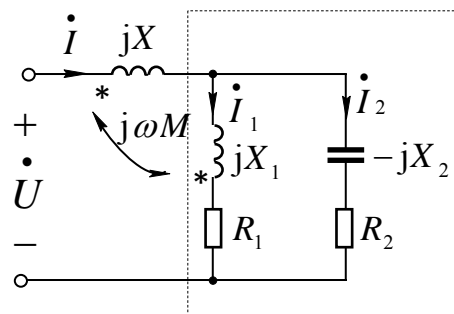 İ jX
* jωM İ₁ İ₂
+ jX₁ −jX₂
U̇ *
− R₁ R₂